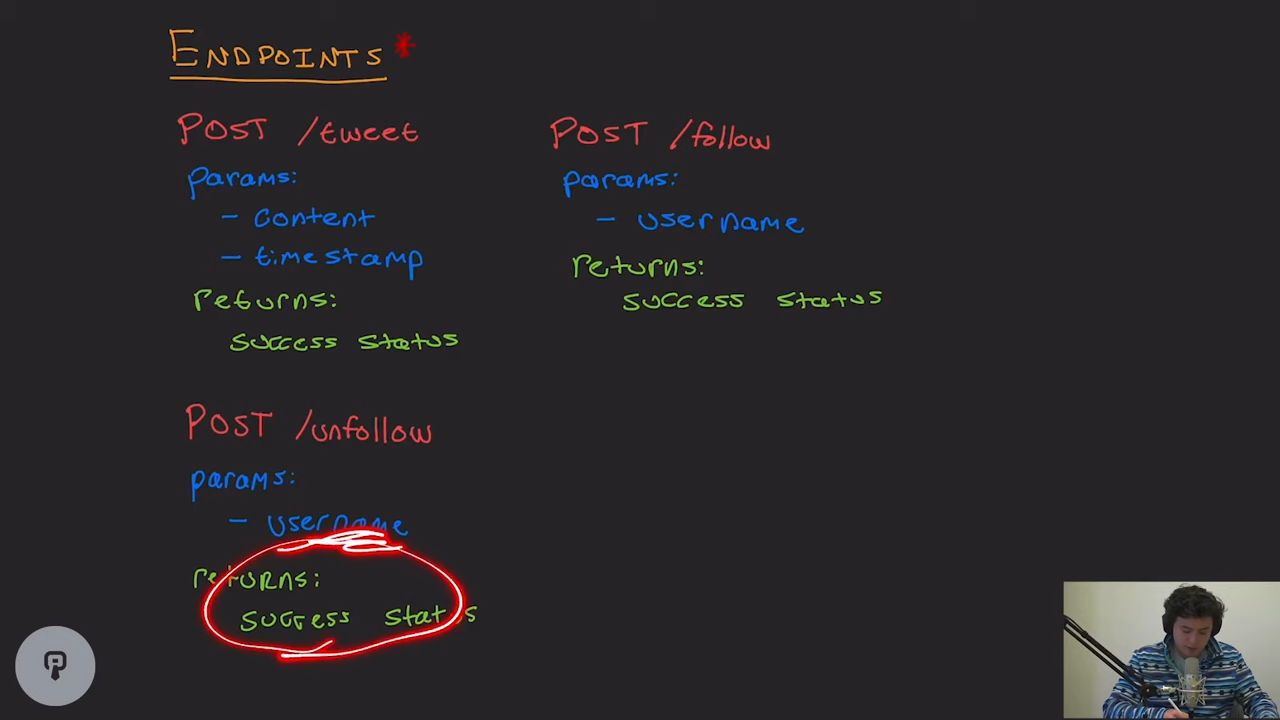 ENDPOINTS *
POST /tweet
params:
- content
- timestamp
returns:
success status
POST /follow
params:
- username
returns:
success status
POST /unfollow
params:
- username
returns:
success status